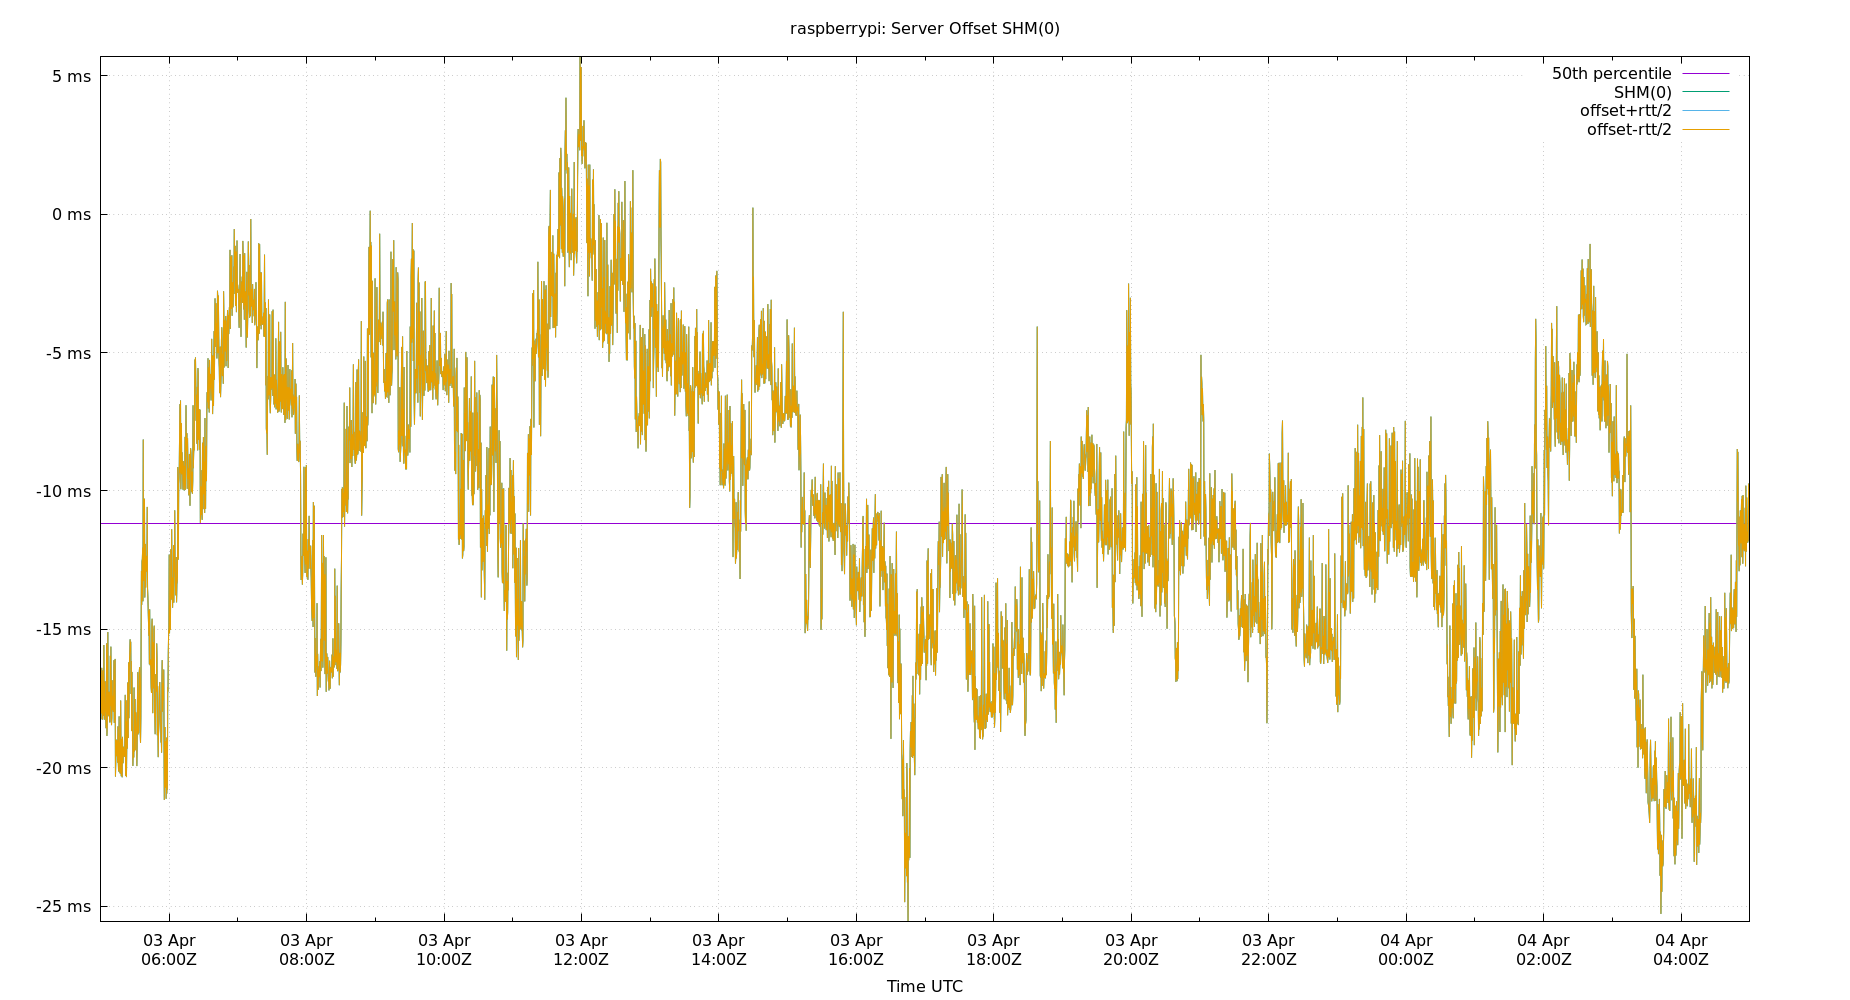 raspberrypi: Server Offset SHM(0)
50th percentile
SHM(0)
offset+rtt/2
offset-rtt/2
5 ms
0 ms
-5 ms
-10 ms
-15 ms
-20 ms
-25 ms
03 Apr 03 Apr 03 Apr 03 Apr 03 Apr 03 Apr 03 Apr 03 Apr 03 Apr 04 Apr 04 Apr 04 Apr
06:00Z 08:00Z 10:00Z 12:00Z 14:00Z 16:00Z 18:00Z 20:00Z 22:00Z 00:00Z 02:00Z 04:00Z
Time UTC